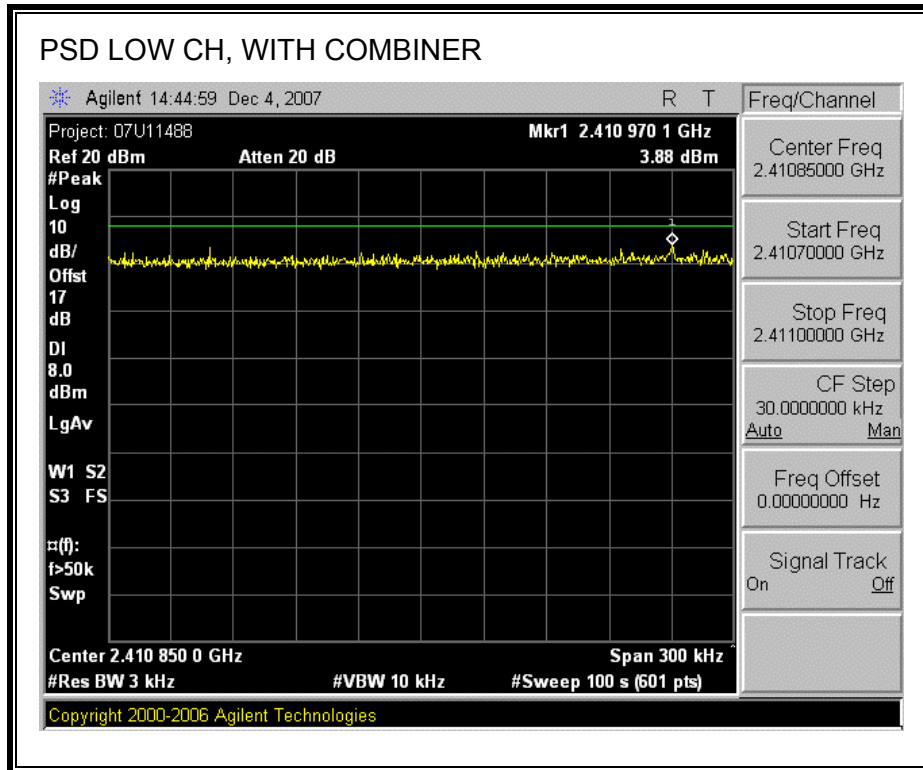 PSD LOW CH, WITH COMBINER
Agilent 14:44:59 Dec 4, 2007 R T
Freq/Channel
Project: 07U11488 Mkr1 2.410 970 1 GHz
Ref 20 dBm Atten 20 dB 3.88 dBm
#Peak
Log
10
dB/
Offst
17
dB
DI
8.0
dBm
LgAv
W1 S2
S3 FS
¤(f):
f>50k
Swp
1
Center 2.410 850 0 GHz Span 300 kHz
#Res BW 3 kHz #VBW 10 kHz #Sweep 100 s (601 pts)
Center Freq
2.41085000 GHz
Start Freq
2.41070000 GHz
Stop Freq
2.41100000 GHz
CF Step
30.0000000 kHz
Auto Man
Freq Offset
0.00000000 Hz
Signal Track
On Off
Copyright 2000-2006 Agilent Technologies